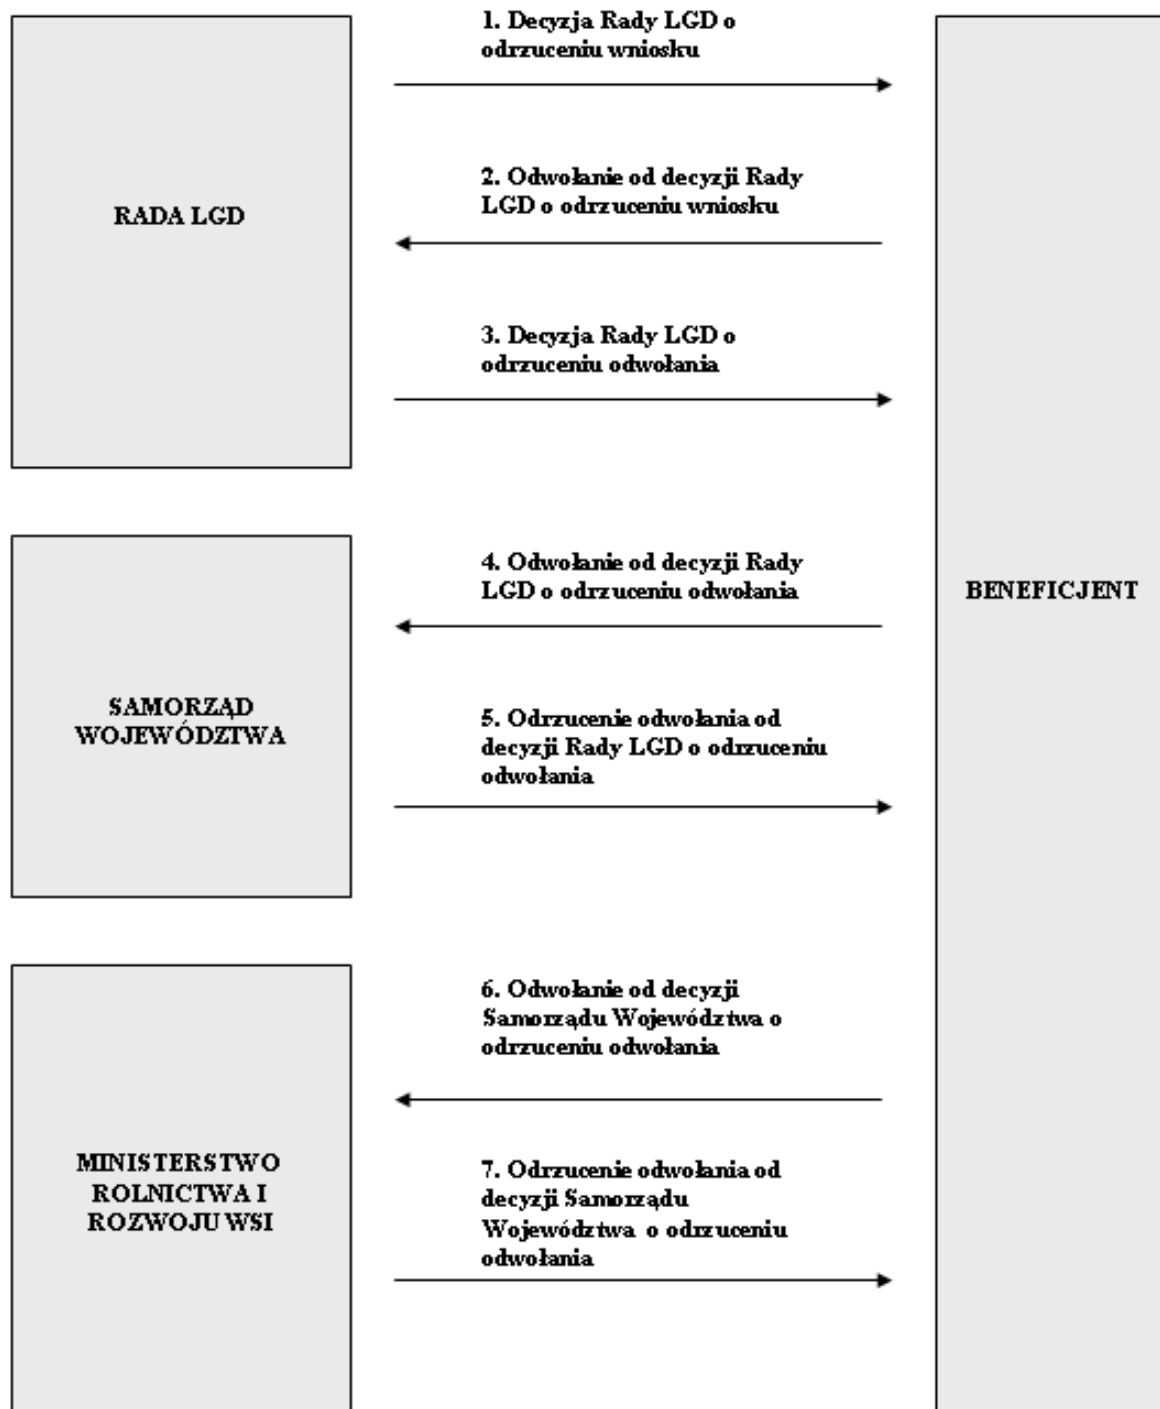 1. Decyzja Rady LGD o
odrzuceniu wniosku
2. Odwołanie od decyzji Rady
LGD o odrzuceniu wniosku
RADA LGD
3. Decyzja Rady LGD o
odrzuceniu odwołania
4. Odwołanie od decyzji Rady
LGD o odrzuceniu odwołania
BENEFICJENT
SAMORZĄD
WOJEWÓDZTWA
5. Odrzucenie odwołania od
decyzji Rady LGD o odrzuceniu
odwołania
6. Odwołanie od decyzji
Samorządu Województwa o
odrzuceniu odwołania
MINISTERSTWO
ROLNICTWA I
ROZWOJU WSI
7. Odrzucenie odwołania od
decyzji Samorządu
Województwa o odrzuceniu
odwołania